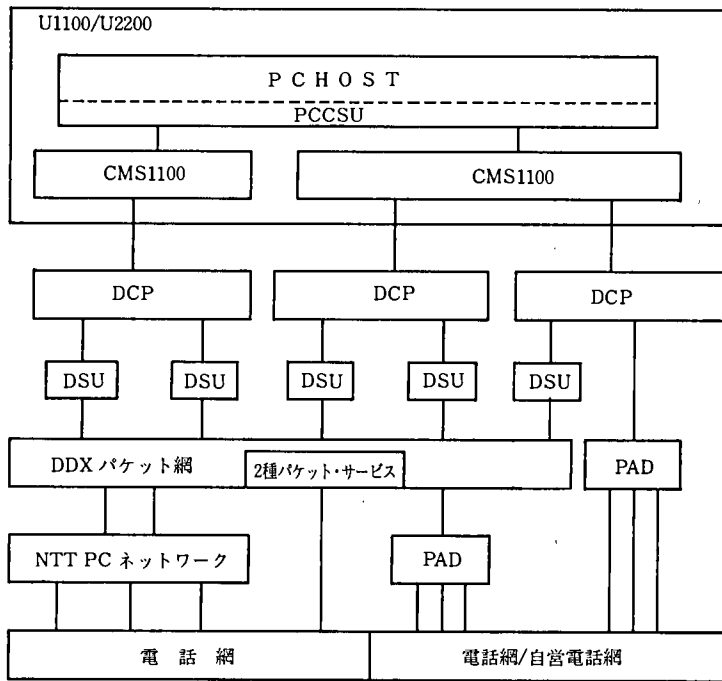 U1100/U2200
PCHOST
PCCSU
CMS1100
CMS1100
DCP
DCP
DCP
DSU
DSU
DSU
DSU
DSU
DDX パケット網
2種パケット・サービス
PAD
NTT PC ネットワーク
PAD
電話網
電話網/自営電話網